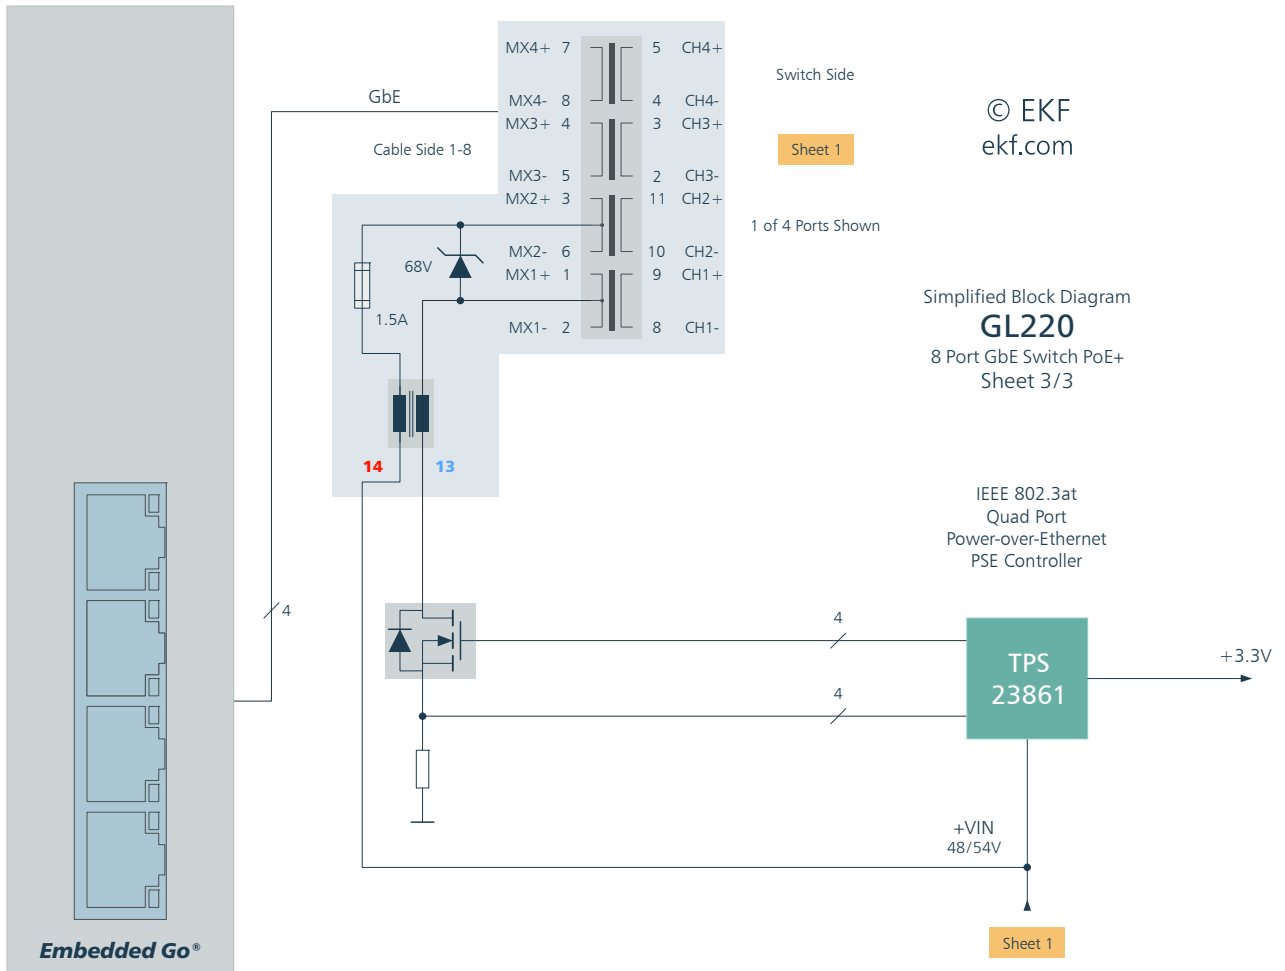 MX4+ 7 5 CH4+
MX4- 8 4 CH4-
MX3+ 4 3 CH3+
MX3- 5 2 CH3-
MX2+ 3 11 CH2+
MX2- 6 10 CH2-
MX1+ 1 9 CH1+
MX1- 2 8 CH1-
GbE
Cable Side 1-8
Switch Side
Sheet 1
1 of 4 Ports Shown
© EKF
ekf.com
68V
1.5A
14 13
Simplified Block Diagram
GL220
8 Port GbE Switch PoE+
Sheet 3/3
IEEE 802.3at
Quad Port
Power-over-Ethernet
PSE Controller
4
4
4
TPS
23861
+3.3V
+VIN
48/54V
Sheet 1
Embedded Go®